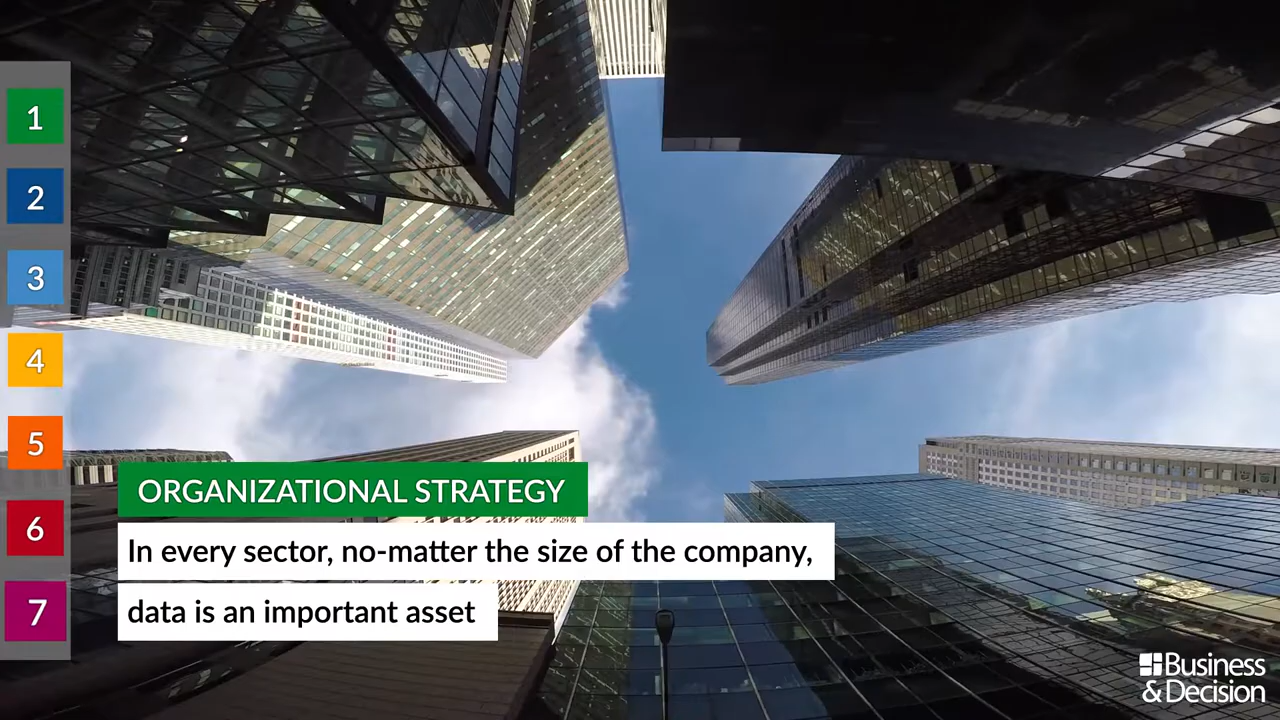 1
2
3
4
5
6
7
ORGANIZATIONAL STRATEGY
In every sector, no-matter the size of the company,
data is an important asset
Business
& Decision